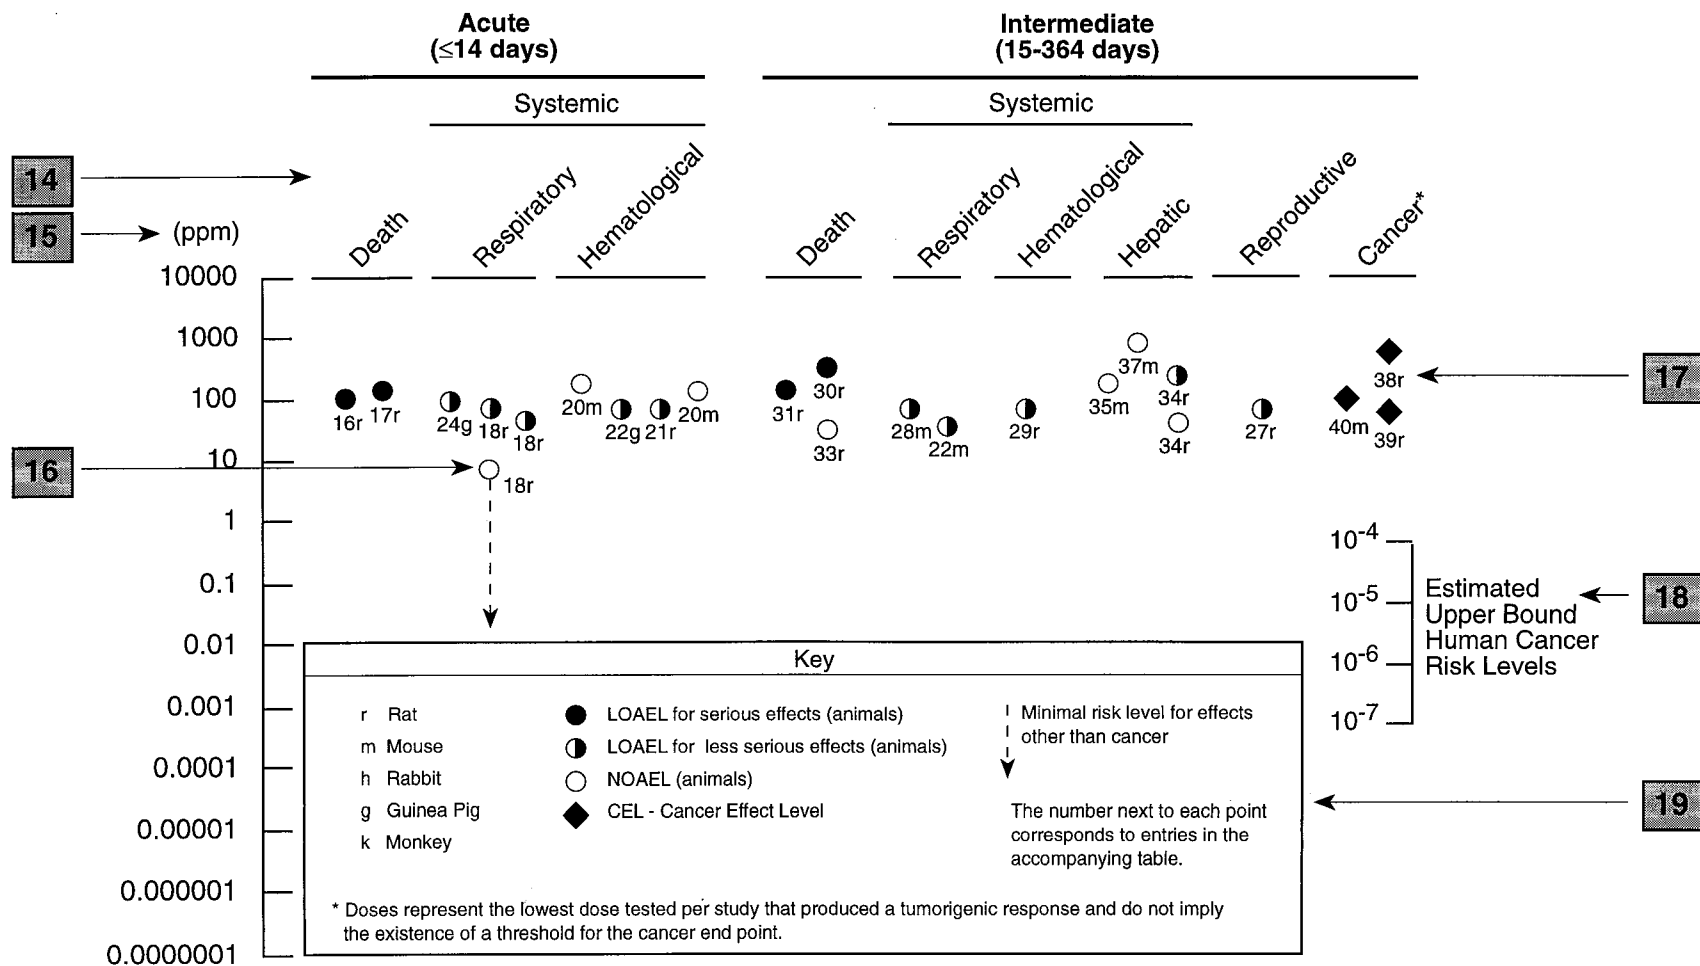 Acute
(≤14 days)
Intermediate
(15-364 days)
Systemic
Systemic
14
15
(ppm)
Death
Respiratory
Hematological
Death
Respiratory
Hematological
Hepatic
Reproductive
Cancer*
10000
1000
100
10
1
0.1
0.01
0.001
0.0001
0.00001
0.000001
0.0000001
16r
17r
24g
18r
18r
18r
20m
22g
21r
20m
31r
30r
33r
28m
22m
29r
35m
37m
34r
34r
27r
40m
38r
39r
16
17
10-4
10-5
10-6
10-7
Estimated
Upper Bound
Human Cancer
Risk Levels
18
Key
r Rat
m Mouse
h Rabbit
g Guinea Pig
k Monkey
LOAEL for serious effects (animals)
LOAEL for less serious effects (animals)
NOAEL (animals)
CEL - Cancer Effect Level
Minimal risk level for effects
other than cancer
The number next to each point
corresponds to entries in the
accompanying table.
* Doses represent the lowest dose tested per study that produced a tumorigenic response and do not imply
the existence of a threshold for the cancer end point.
19